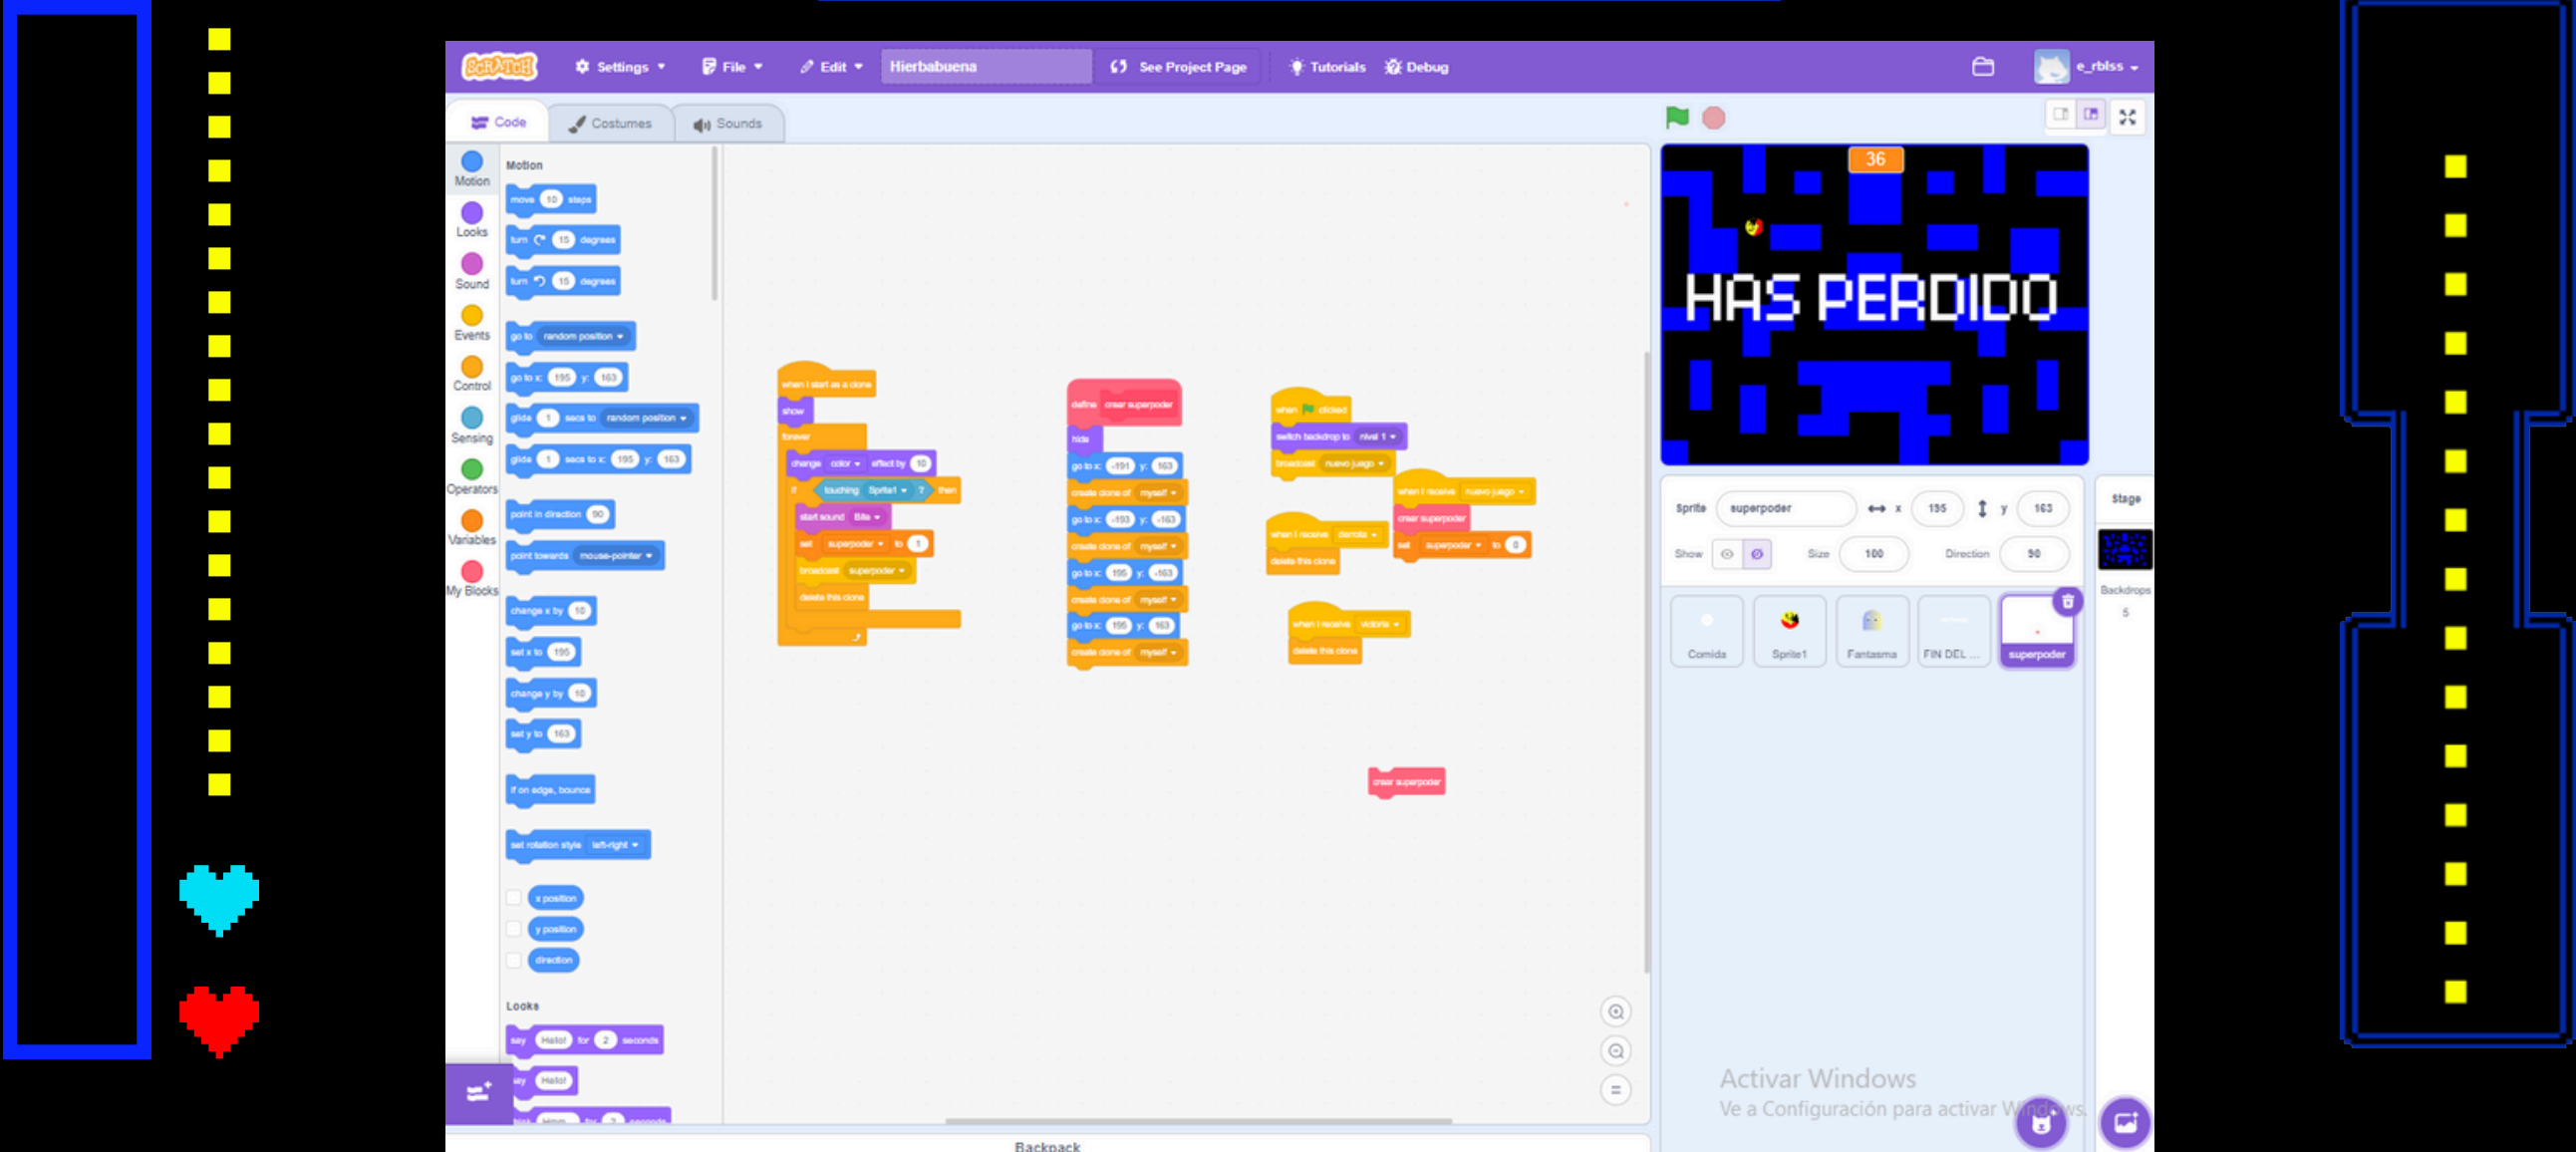 SCRATCH Settings File Edit Hierbabuena See Project Page Tutorials Debug e_rblss
Code Costumes Sounds
Motion
Looks
Sound
Events
Control
Sensing
Operators
Variables
My Blocks
Motion
move 10 steps
turn 15 degrees
turn 15 degrees
go to random position
go to x: 195 y: 163
glide 1 secs to random position
glide 1 secs to x: 195 y: 163
point in direction 90
point towards mouse-pointer
change x by 10
set x to 195
change y by 10
set y to 163
if on edge, bounce
set rotation style left-right
x position
y position
direction
Looks
say Hello! for 2 seconds
say Hello!
think Hmm... for 2 seconds
when I start as a clone
show
forever
change color effect by 10
if touching Sprite1 ? then
start sound Bite
set superpoder to 1
broadcast superpoder
delete this clone
define crear superpoder
hide
go to x: -191 y: 163
create clone of myself
go to x: -193 y: -163
create clone of myself
go to x: 195 y: -163
create clone of myself
go to x: 195 y: 163
create clone of myself
when clicked
switch backdrop to nivel 1
broadcast nuevo juego
when I receive nuevo juego
crear superpoder
set superpoder to 0
when I receive derrota
delete this clone
when I receive victoria
delete this clone
crear superpoder
36
HAS PERDIDO
Sprite superpoder x 195 y 163
Show Size 100 Direction 90
Comida Sprite1 Fantasma FIN DEL ... superpoder
Stage
Backdrops
5
Activar Windows
Ve a Configuración para activar Windows.
Backpack